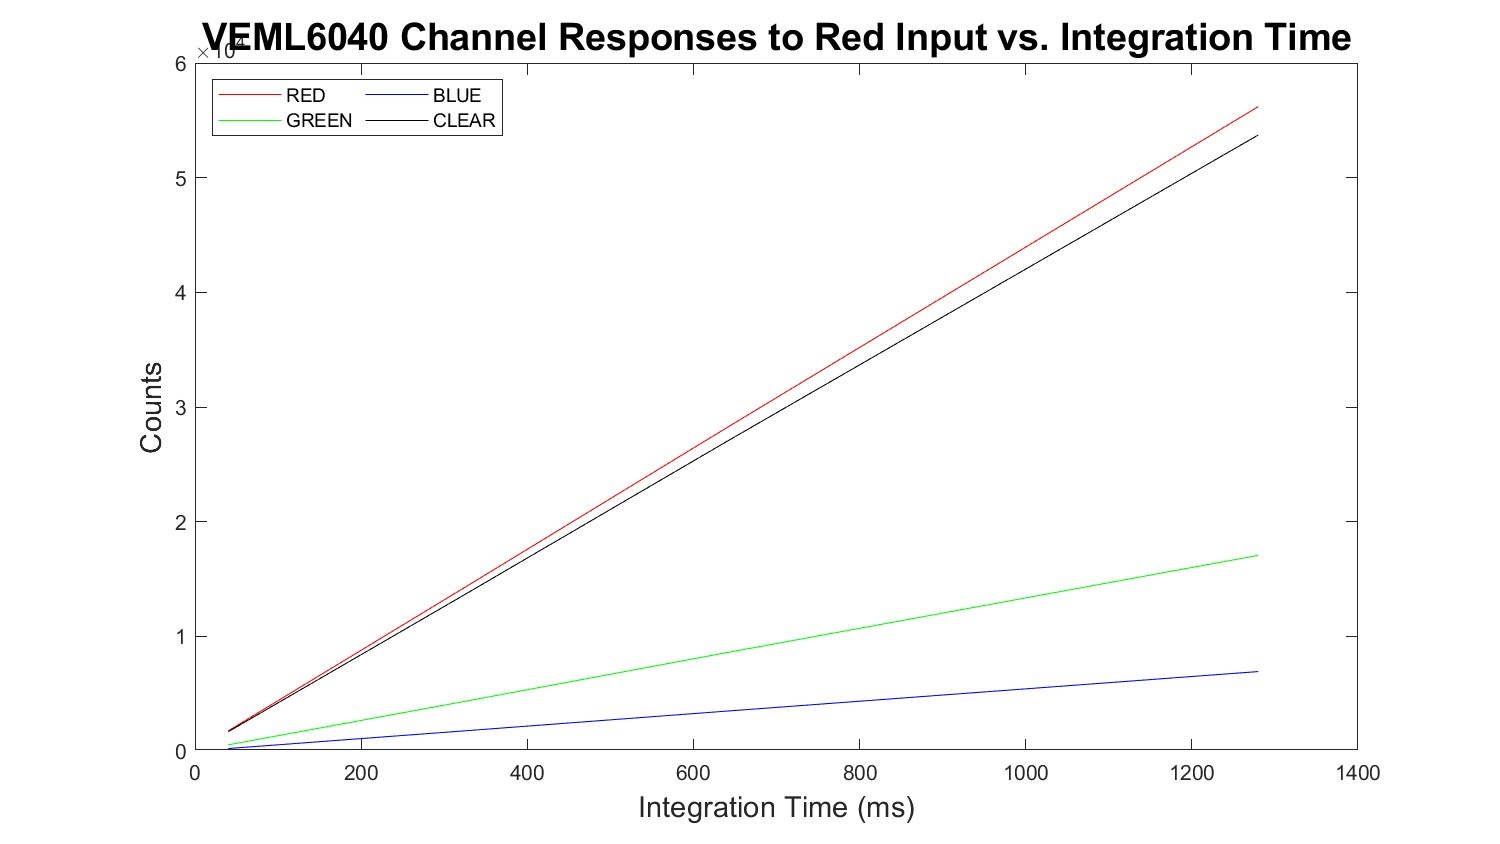 VEML6040 Channel Responses to Red Input vs. Integration Time
×10⁴
6
RED BLUE
GREEN CLEAR
5
4
3
2
1
0
Counts
0 200 400 600 800 1000 1200 1400
Integration Time (ms)